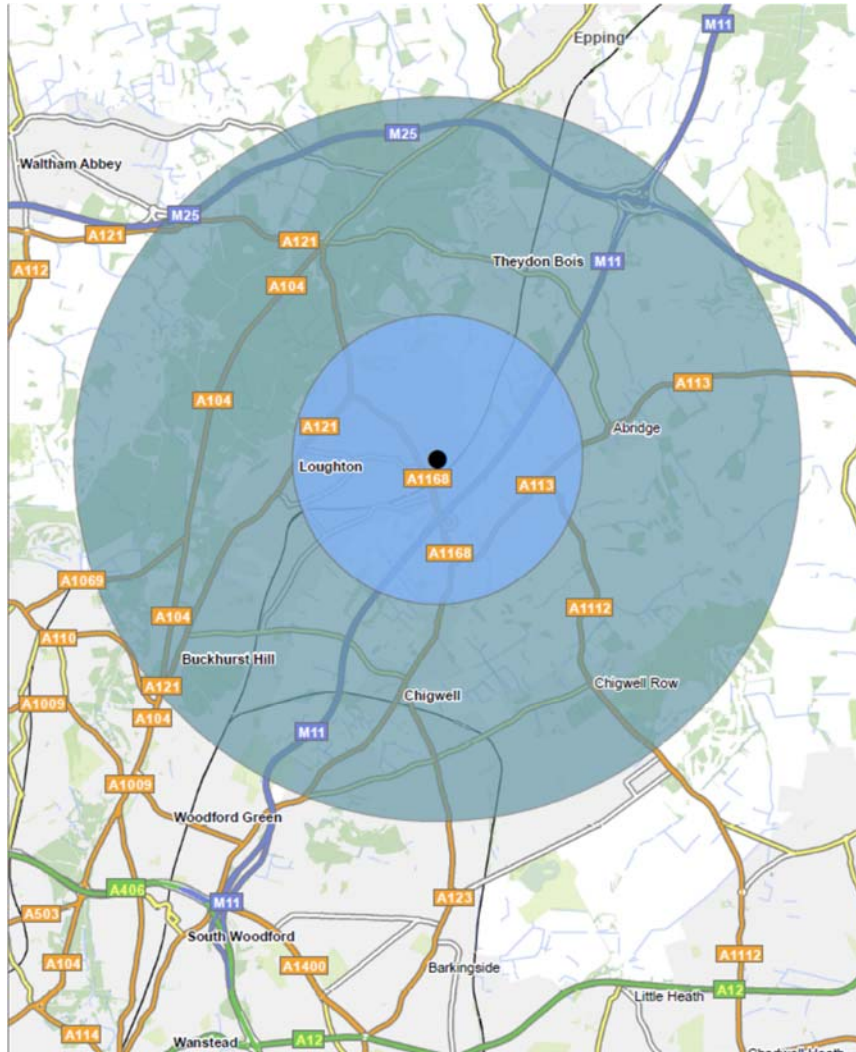 M11
Epping
M25
Waltham Abbey
M25
A121
A121
A112
Theydon Bois
M11
A104
A113
A104
A121
Abridge
Loughton
A1168
A113
A1168
A1069
A1112
A104
A110
Buckhurst Hill
Chigwell Row
A121
Chigwell
A1009
A104
M11
A1009
Woodford Green
A406
A123
M11
A503
South Woodford
A1112
A104
A1400
Barkingside
A12
Little Heath
A114
Wanstead
A12